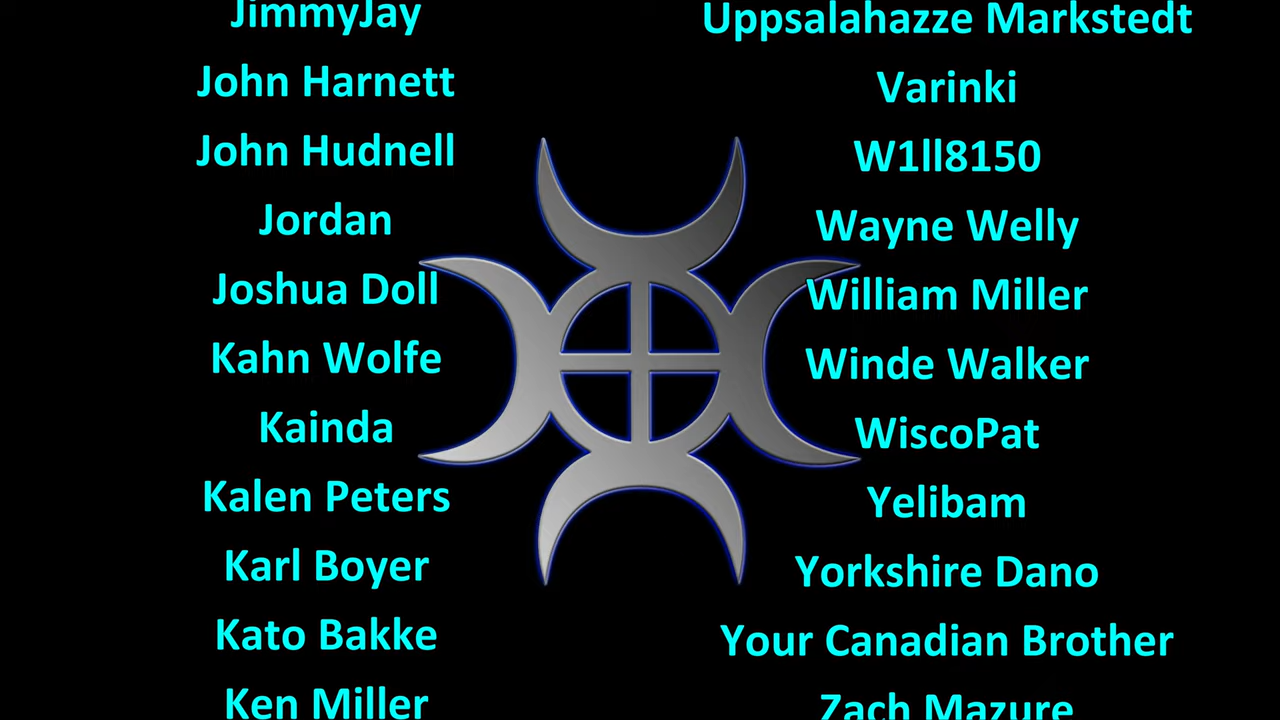 JimmyJay
John Harnett
John Hudnell
Jordan
Joshua Doll
Kahn Wolfe
Kainda
Kalen Peters
Karl Boyer
Kato Bakke
Ken Miller
Uppsalahazze Markstedt
Varinki
W1ll8150
Wayne Welly
William Miller
Winde Walker
WiscoPat
Yelibam
Yorkshire Dano
Your Canadian Brother
Zach Mazure